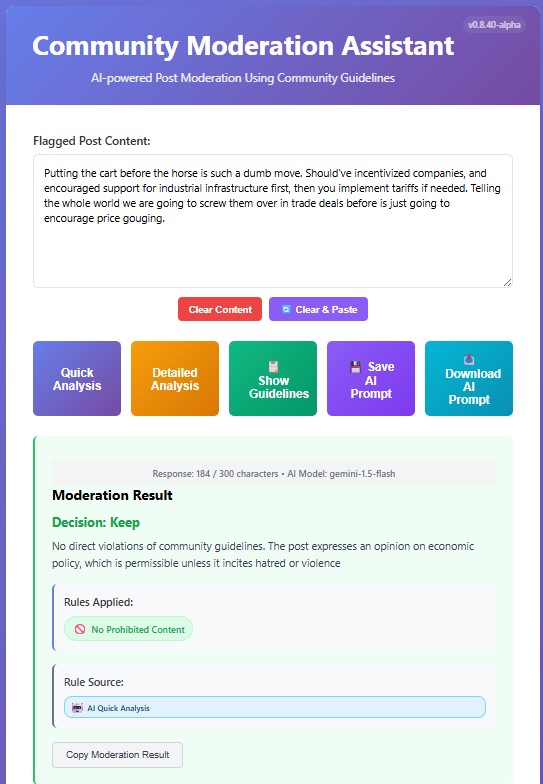 v0.8.40-alpha
Community Moderation Assistant
AI-powered Post Moderation Using Community Guidelines
Flagged Post Content:
Putting the cart before the horse is such a dumb move. Should've incentivized companies, and
encouraged support for industrial infrastructure first, then you implement tariffs if needed. Telling
the whole world we are going to screw them over in trade deals before is just going to
encourage price gouging.
Clear Content
Clear & Paste
Quick
Analysis
Detailed
Analysis
Show
Guidelines
Save
AI
Prompt
Download
AI
Prompt
Response: 184 / 300 characters • AI Model: gemini-1.5-flash
Moderation Result
Decision: Keep
No direct violations of community guidelines. The post expresses an opinion on economic
policy, which is permissible unless it incites hatred or violence
Rules Applied:
No Prohibited Content
Rule Source:
AI Quick Analysis
Copy Moderation Result